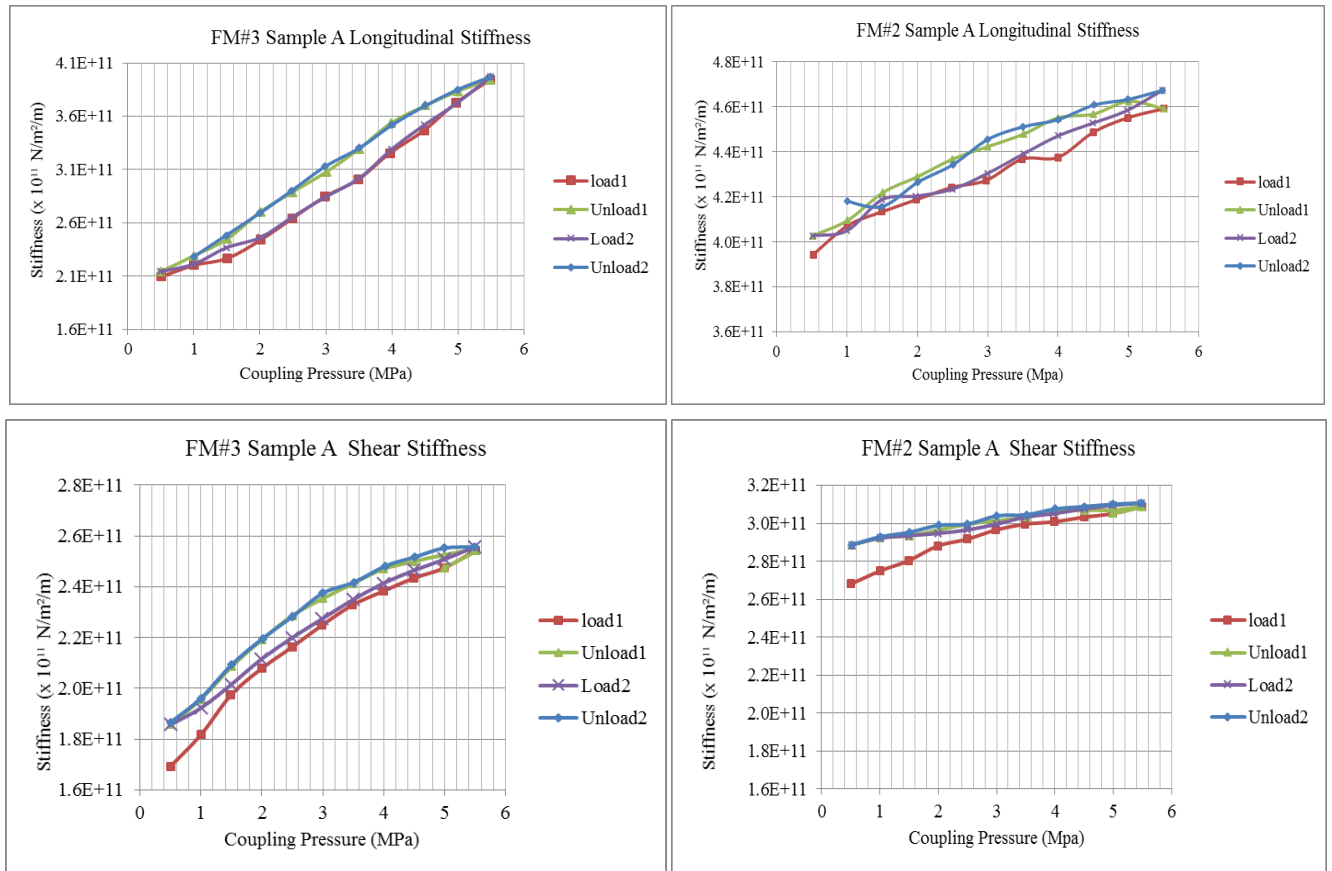 FM#3 Sample A Longitudinal Stiffness
Stiffness (x 10¹¹ N/m²/m)
4.1E+11
3.6E+11
3.1E+11
2.6E+11
2.1E+11
1.6E+11
0 1 2 3 4 5 6
Coupling Pressure (MPa)
load1
Unload1
Load2
Unload2
FM#2 Sample A Longitudinal Stiffness
Stiffness (x 10¹¹ N/m²/m)
4.8E+11
4.6E+11
4.4E+11
4.2E+11
4.0E+11
3.8E+11
3.6E+11
0 1 2 3 4 5 6
Coupling Pressure (Mpa)
load1
Unload1
Load2
Unload2
FM#3 Sample A Shear Stiffness
Stiffness (x 10¹¹ N/m²/m)
2.8E+11
2.6E+11
2.4E+11
2.2E+11
2.0E+11
1.8E+11
1.6E+11
0 1 2 3 4 5 6
Coupling Pressure (MPa)
load1
Unload1
Load2
Unload2
FM#2 Sample A Shear Stiffness
Stiffness (x 10¹¹ N/m²/m)
3.2E+11
3.0E+11
2.8E+11
2.6E+11
2.4E+11
2.2E+11
2.0E+11
1.8E+11
1.6E+11
0 1 2 3 4 5 6
Coupling Pressure (Mpa)
load1
Unload1
Load2
Unload2